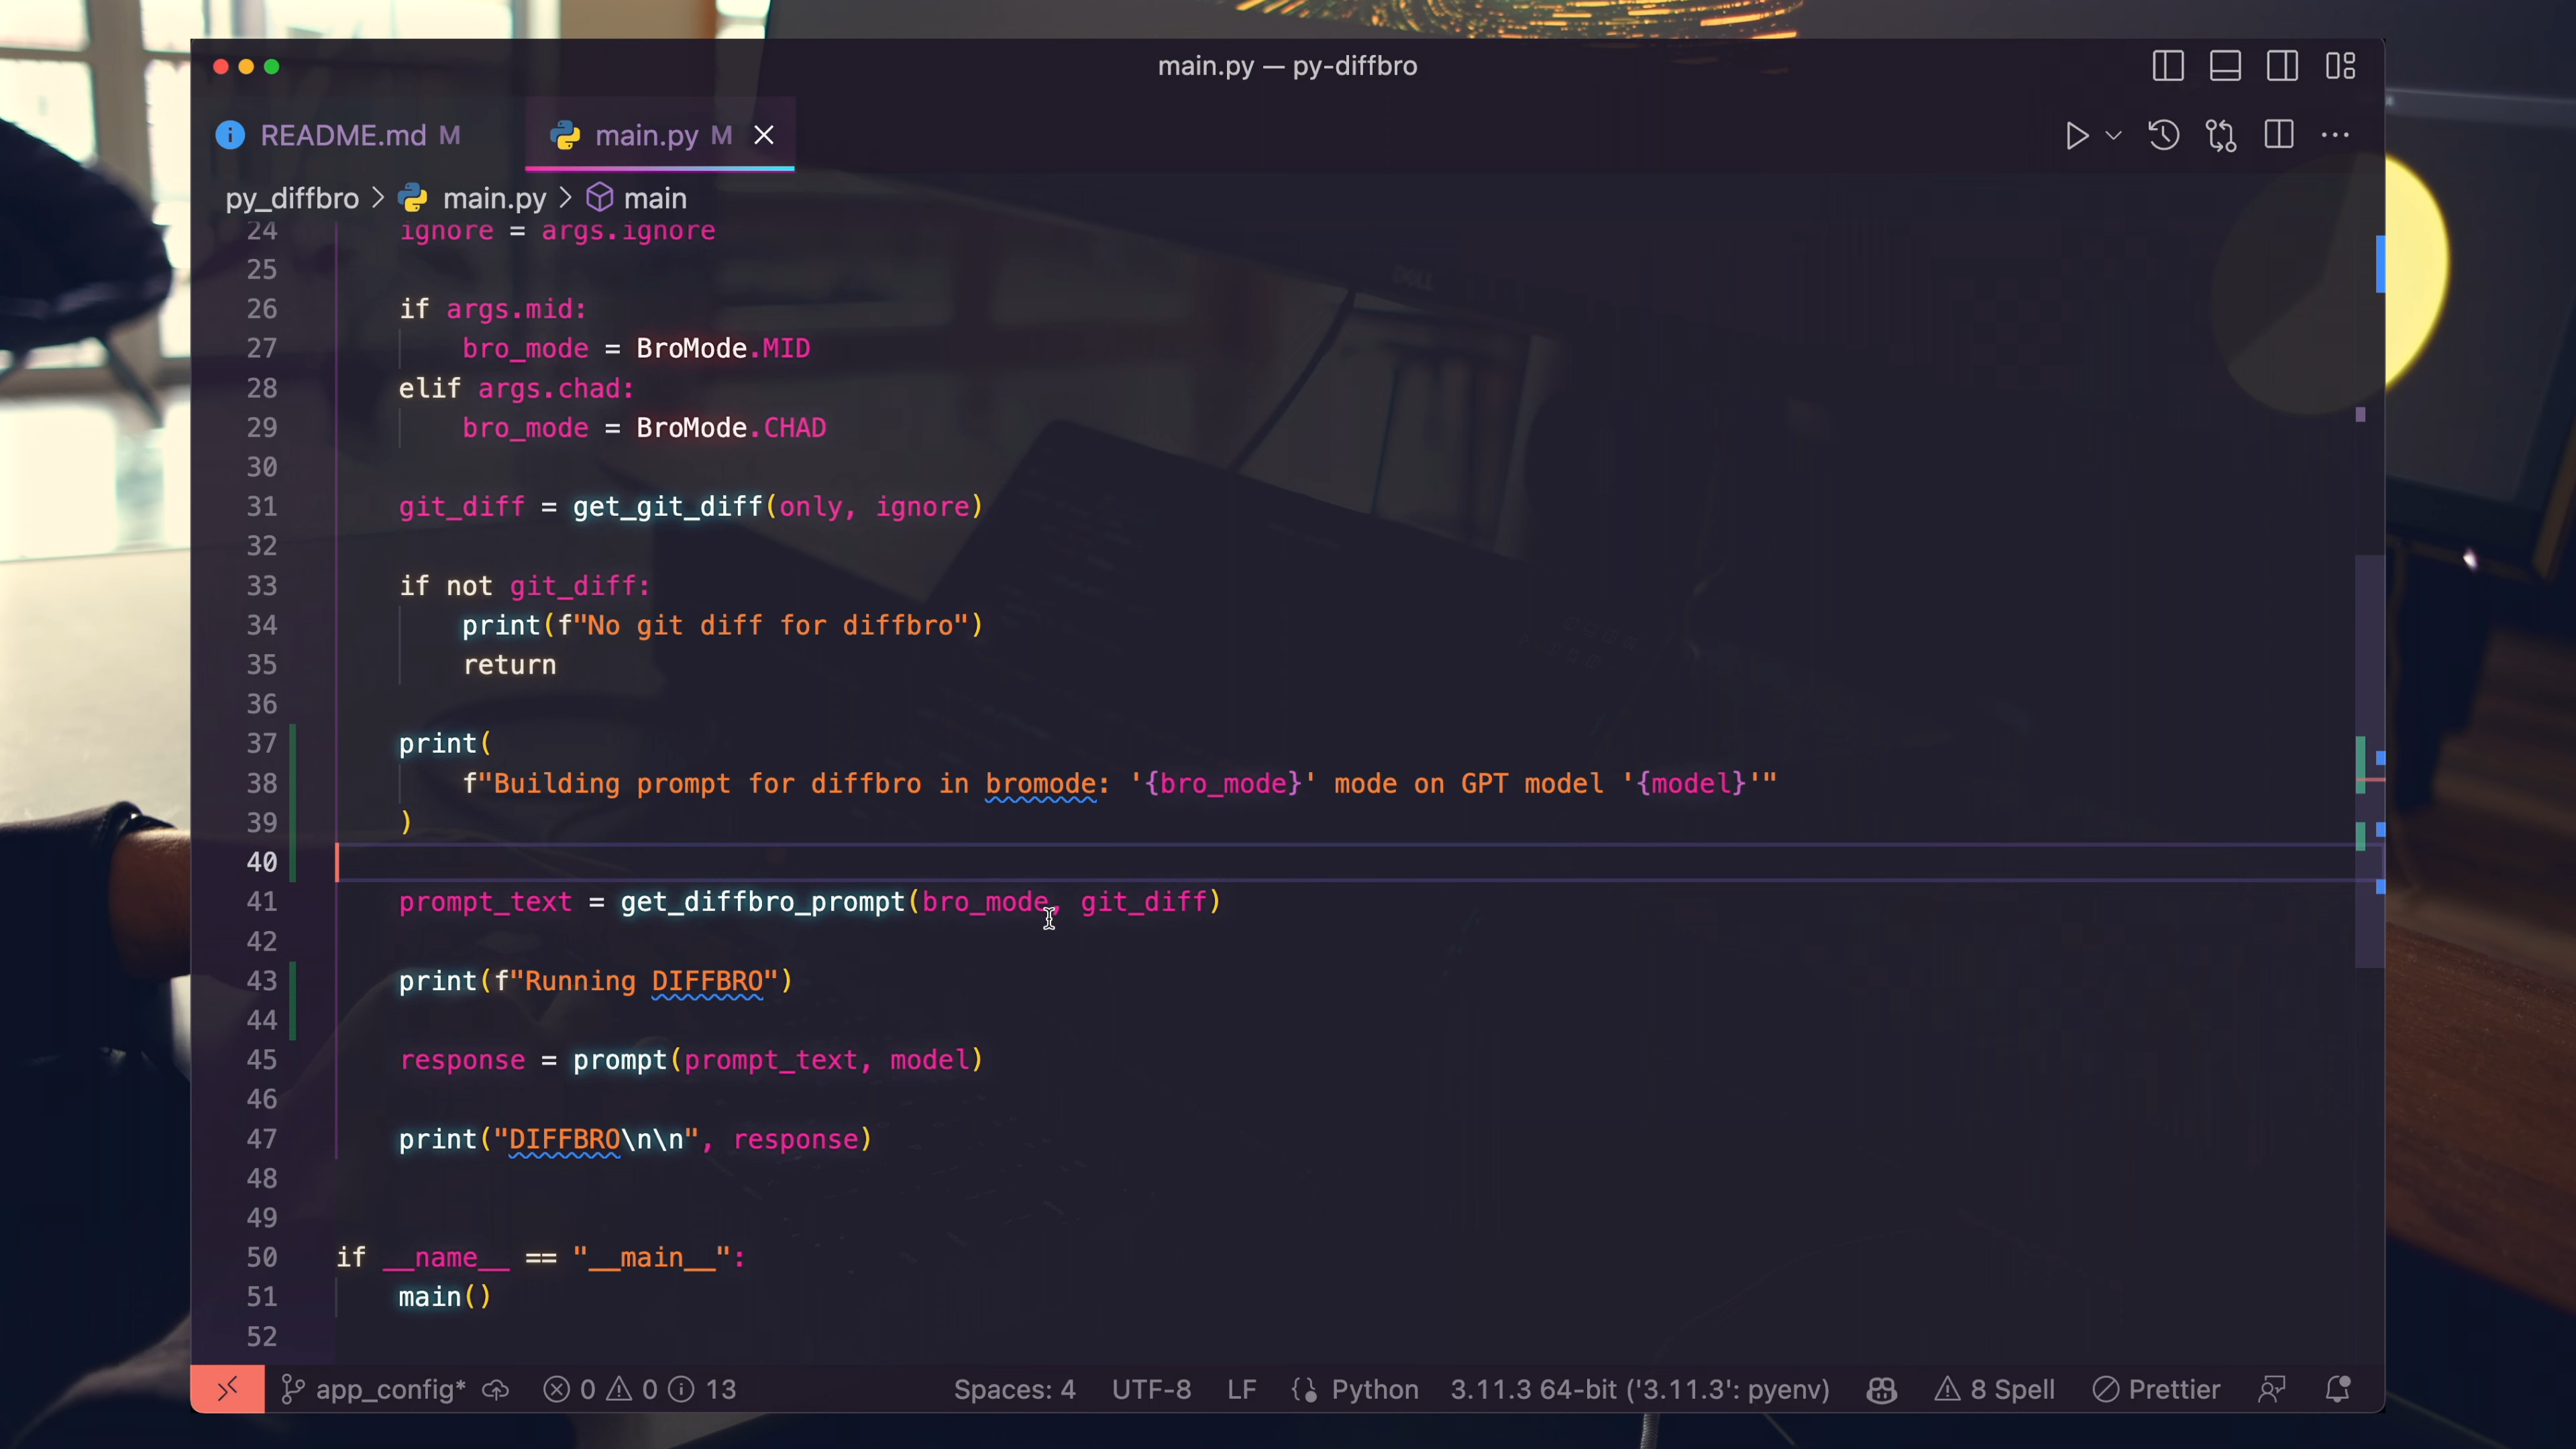 main.py — py-diffbro
README.md M main.py M
py_diffbro > main.py > main
24 ignore = args.ignore
25
26 if args.mid:
27 bro_mode = BroMode.MID
28 elif args.chad:
29 bro_mode = BroMode.CHAD
30
31 git_diff = get_git_diff(only, ignore)
32
33 if not git_diff:
34 print(f"No git diff for diffbro")
35 return
36
37 print(
38 f"Building prompt for diffbro in bromode: '{bro_mode}' mode on GPT model '{model}'"
39 )
40
41 prompt_text = get_diffbro_prompt(bro_mode, git_diff)
42
43 print(f"Running DIFFBRO")
44
45 response = prompt(prompt_text, model)
46
47 print("DIFFBRO\n\n", response)
48
49
50 if __name__ == "__main__":
51 main()
52
app_config* 0 0 13 Spaces: 4 UTF-8 LF Python 3.11.3 64-bit ('3.11.3': pyenv) 8 Spell Prettier